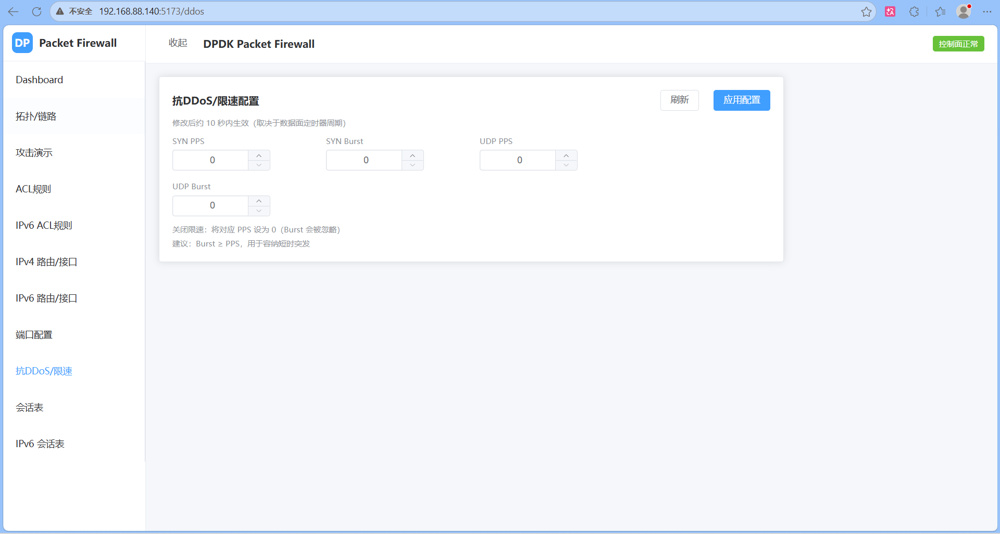 不安全 192.168.88.140:5173/ddos
DP Packet Firewall
收起 DPDK Packet Firewall
控制面正常
Dashboard
拓扑/链路
攻击演示
ACL规则
IPv6 ACL规则
IPv4 路由/接口
IPv6 路由/接口
端口配置
抗DDoS/限速
会话表
IPv6 会话表
抗DDoS/限速配置
刷新 应用配置
修改后约 10 秒内生效（取决于数据面定时器周期）
SYN PPS SYN Burst UDP PPS
0 0 0
UDP Burst
0
关闭限速：将对应 PPS 设为 0（Burst 会被忽略）
建议：Burst ≥ PPS，用于容纳短时突发